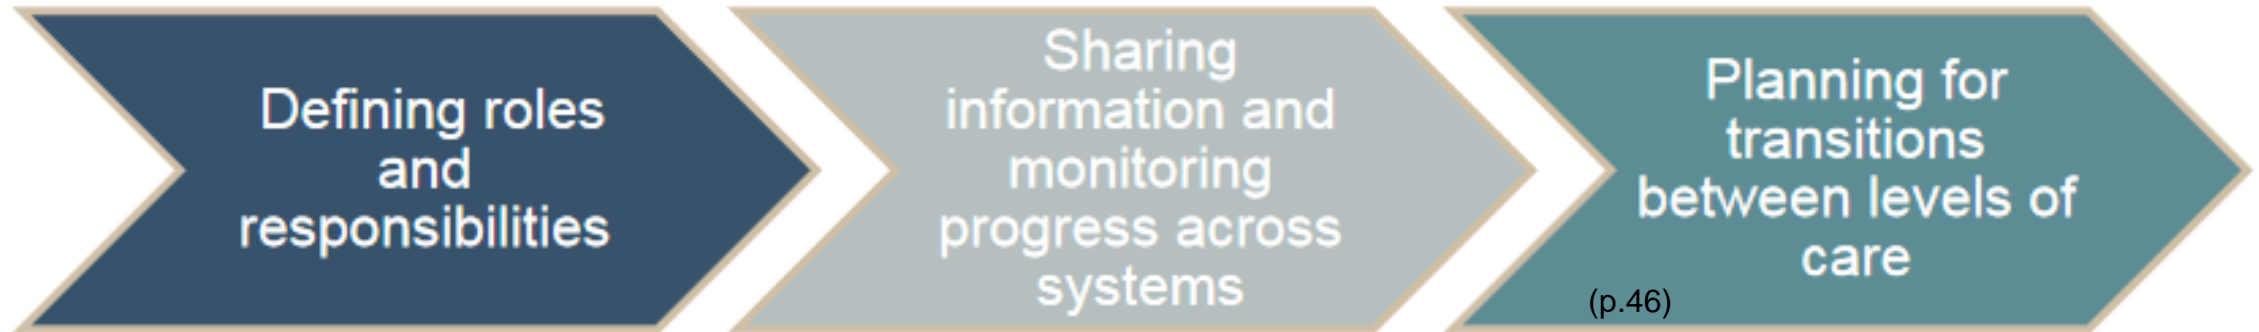 Defining roles
and
responsibilities
Sharing
information and
monitoring
progress across
systems
Planning for
transitions
between levels of
care
(p.46)